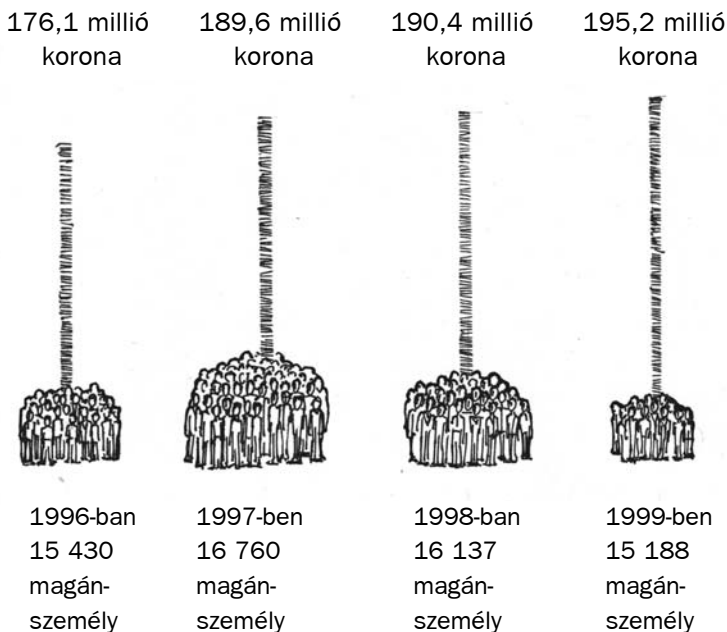 176,1 millió
korona
189,6 millió
korona
190,4 millió
korona
195,2 millió
korona
1996-ban
15 430
magán-
személy
1997-ben
16 760
magán-
személy
1998-ban
16 137
magán-
személy
1999-ben
15 188
magán-
személy